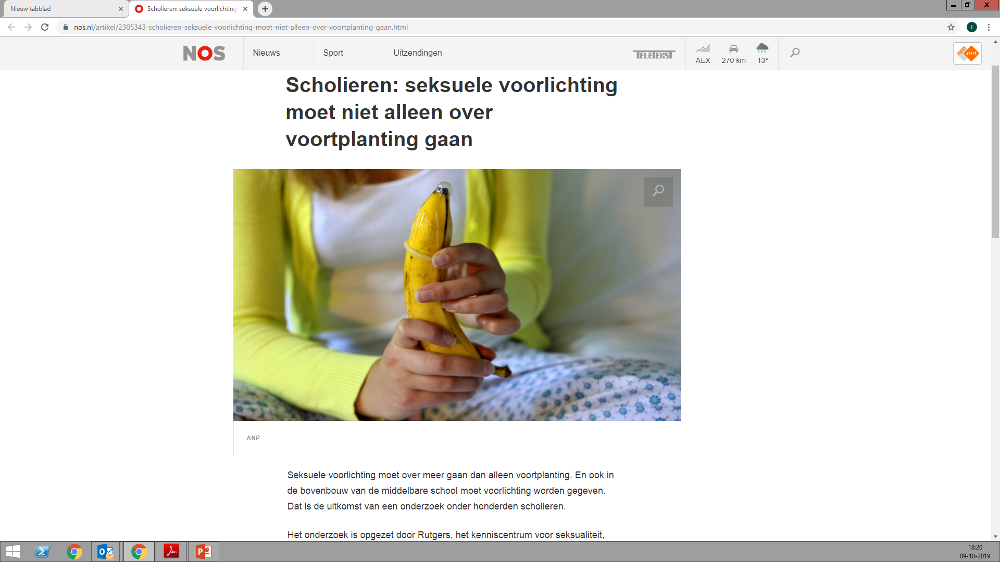 Nieuw tabblad
Scholieren: seksuele voorlichting
nos.nl/artikel/2305343-scholieren-seksuele-voorlichting-moet-niet-alleen-over-voortplanting-gaan.html
I
NOS
Nieuws
Sport
Uitzendingen
TELETEKST
AEX
270 km
13°
npo start
Scholieren: seksuele voorlichting
moet niet alleen over
voortplanting gaan
ANP
Seksuele voorlichting moet over meer gaan dan alleen voortplanting. En ook in
de bovenbouw van de middelbare school moet voorlichting worden gegeven.
Dat is de uitkomst van een onderzoek onder honderden scholieren.
Het onderzoek is opgezet door Rutgers, het kenniscentrum voor seksualiteit,
18:20
09-10-2019